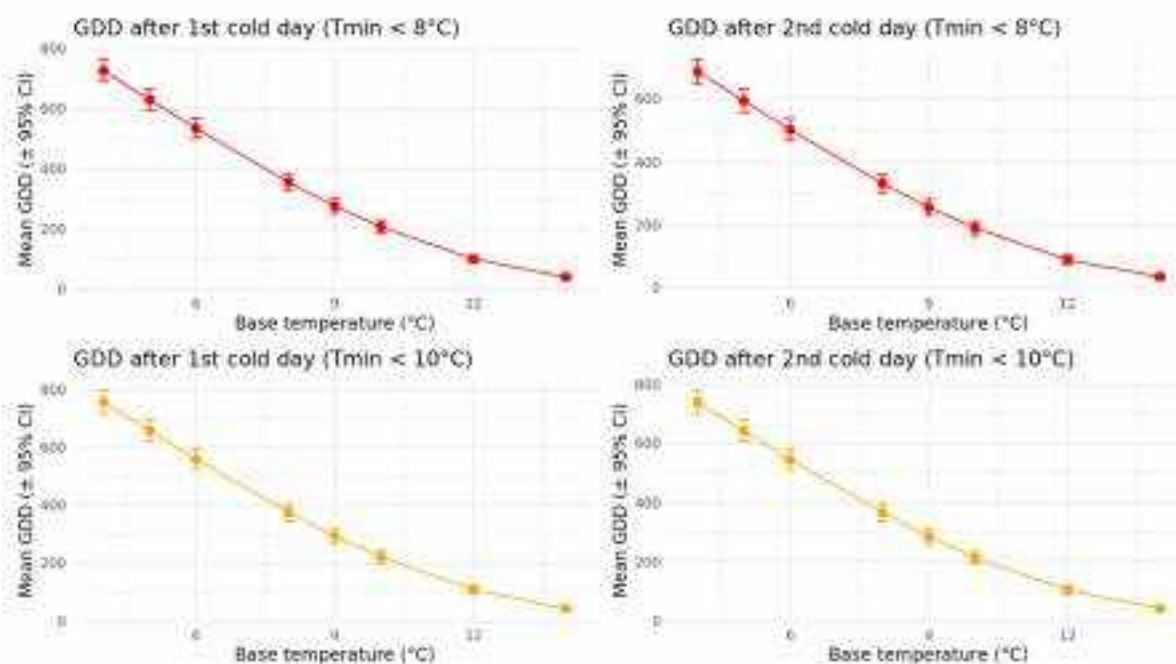 GDD after 1st cold day (Tmin < 8°C)
Mean GDD (± 95% CI)
800
600
400
200
0
6
9
12
Base temperature (°C)
GDD after 2nd cold day (Tmin < 8°C)
Mean GDD (± 95% CI)
600
400
200
0
6
9
12
Base temperature (°C)
GDD after 1st cold day (Tmin < 10°C)
Mean GDD (± 95% CI)
800
600
400
200
0
6
9
12
Base temperature (°C)
GDD after 2nd cold day (Tmin < 10°C)
Mean GDD (± 95% CI)
800
600
400
200
0
6
9
12
Base temperature (°C)